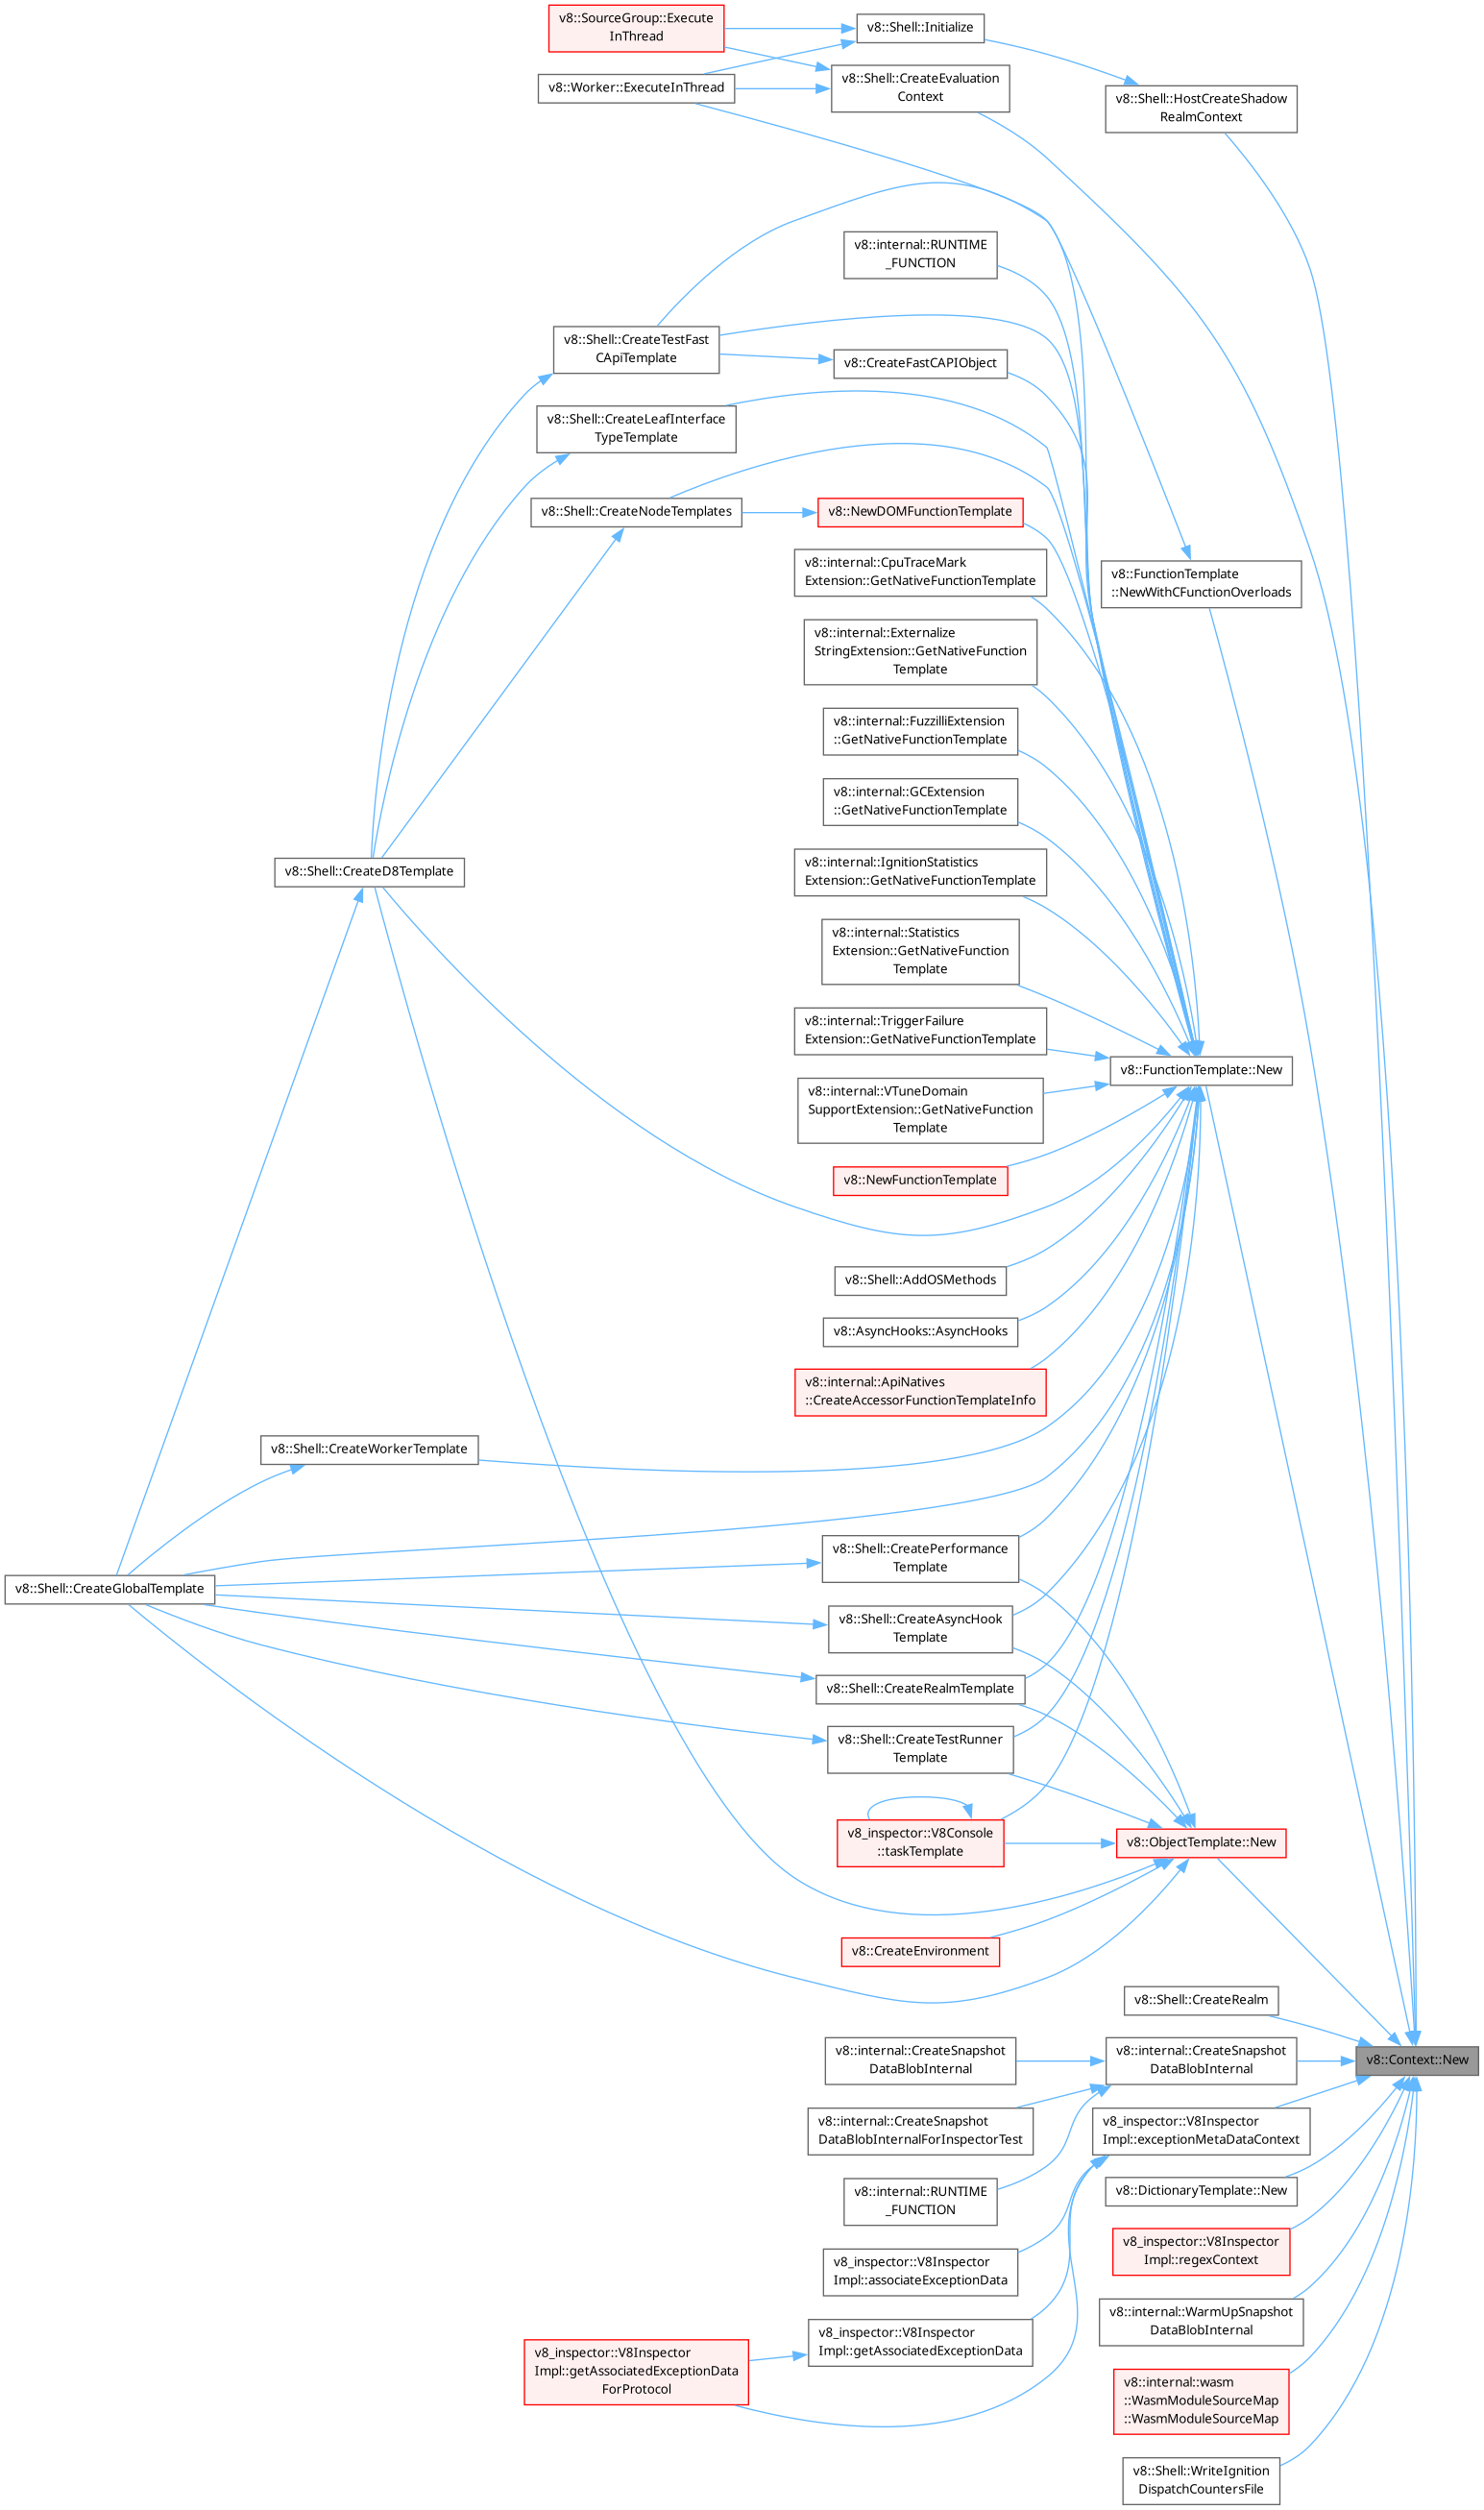 v8::SourceGroup::Execute
InThread
v8::Shell::Initialize
v8::Worker::ExecuteInThread
v8::Shell::CreateEvaluation
Context
v8::Shell::HostCreateShadow
RealmContext
v8::internal::RUNTIME
_FUNCTION
v8::Shell::CreateTestFast
CApiTemplate
v8::CreateFastCAPIObject
v8::Shell::CreateLeafInterface
TypeTemplate
v8::Shell::CreateNodeTemplates
v8::NewDOMFunctionTemplate
v8::internal::CpuTraceMark
Extension::GetNativeFunctionTemplate
v8::FunctionTemplate
::NewWithCFunctionOverloads
v8::internal::Externalize
StringExtension::GetNativeFunction
Template
v8::internal::FuzzilliExtension
::GetNativeFunctionTemplate
v8::internal::GCExtension
::GetNativeFunctionTemplate
v8::Shell::CreateD8Template
v8::internal::IgnitionStatistics
Extension::GetNativeFunctionTemplate
v8::internal::Statistics
Extension::GetNativeFunction
Template
v8::internal::TriggerFailure
Extension::GetNativeFunctionTemplate
v8::FunctionTemplate::New
v8::internal::VTuneDomain
SupportExtension::GetNativeFunction
Template
v8::NewFunctionTemplate
v8::Shell::AddOSMethods
v8::AsyncHooks::AsyncHooks
v8::internal::ApiNatives
::CreateAccessorFunctionTemplateInfo
v8::Shell::CreateWorkerTemplate
v8::Shell::CreateGlobalTemplate
v8::Shell::CreatePerformance
Template
v8::Shell::CreateAsyncHook
Template
v8::Shell::CreateRealmTemplate
v8::Shell::CreateTestRunner
Template
v8_inspector::V8Console
::taskTemplate
v8::ObjectTemplate::New
v8::CreateEnvironment
v8::Shell::CreateRealm
v8::internal::CreateSnapshot
DataBlobInternal
v8::internal::CreateSnapshot
DataBlobInternal
v8::Context::New
v8::internal::CreateSnapshot
DataBlobInternalForInspectorTest
v8_inspector::V8Inspector
Impl::exceptionMetaDataContext
v8::internal::RUNTIME
_FUNCTION
v8::DictionaryTemplate::New
v8_inspector::V8Inspector
Impl::regexContext
v8_inspector::V8Inspector
Impl::associateExceptionData
v8::internal::WarmUpSnapshot
DataBlobInternal
v8_inspector::V8Inspector
Impl::getAssociatedExceptionData
v8_inspector::V8Inspector
Impl::getAssociatedExceptionData
ForProtocol
v8::internal::wasm
::WasmModuleSourceMap
::WasmModuleSourceMap
v8::Shell::WriteIgnition
DispatchCountersFile